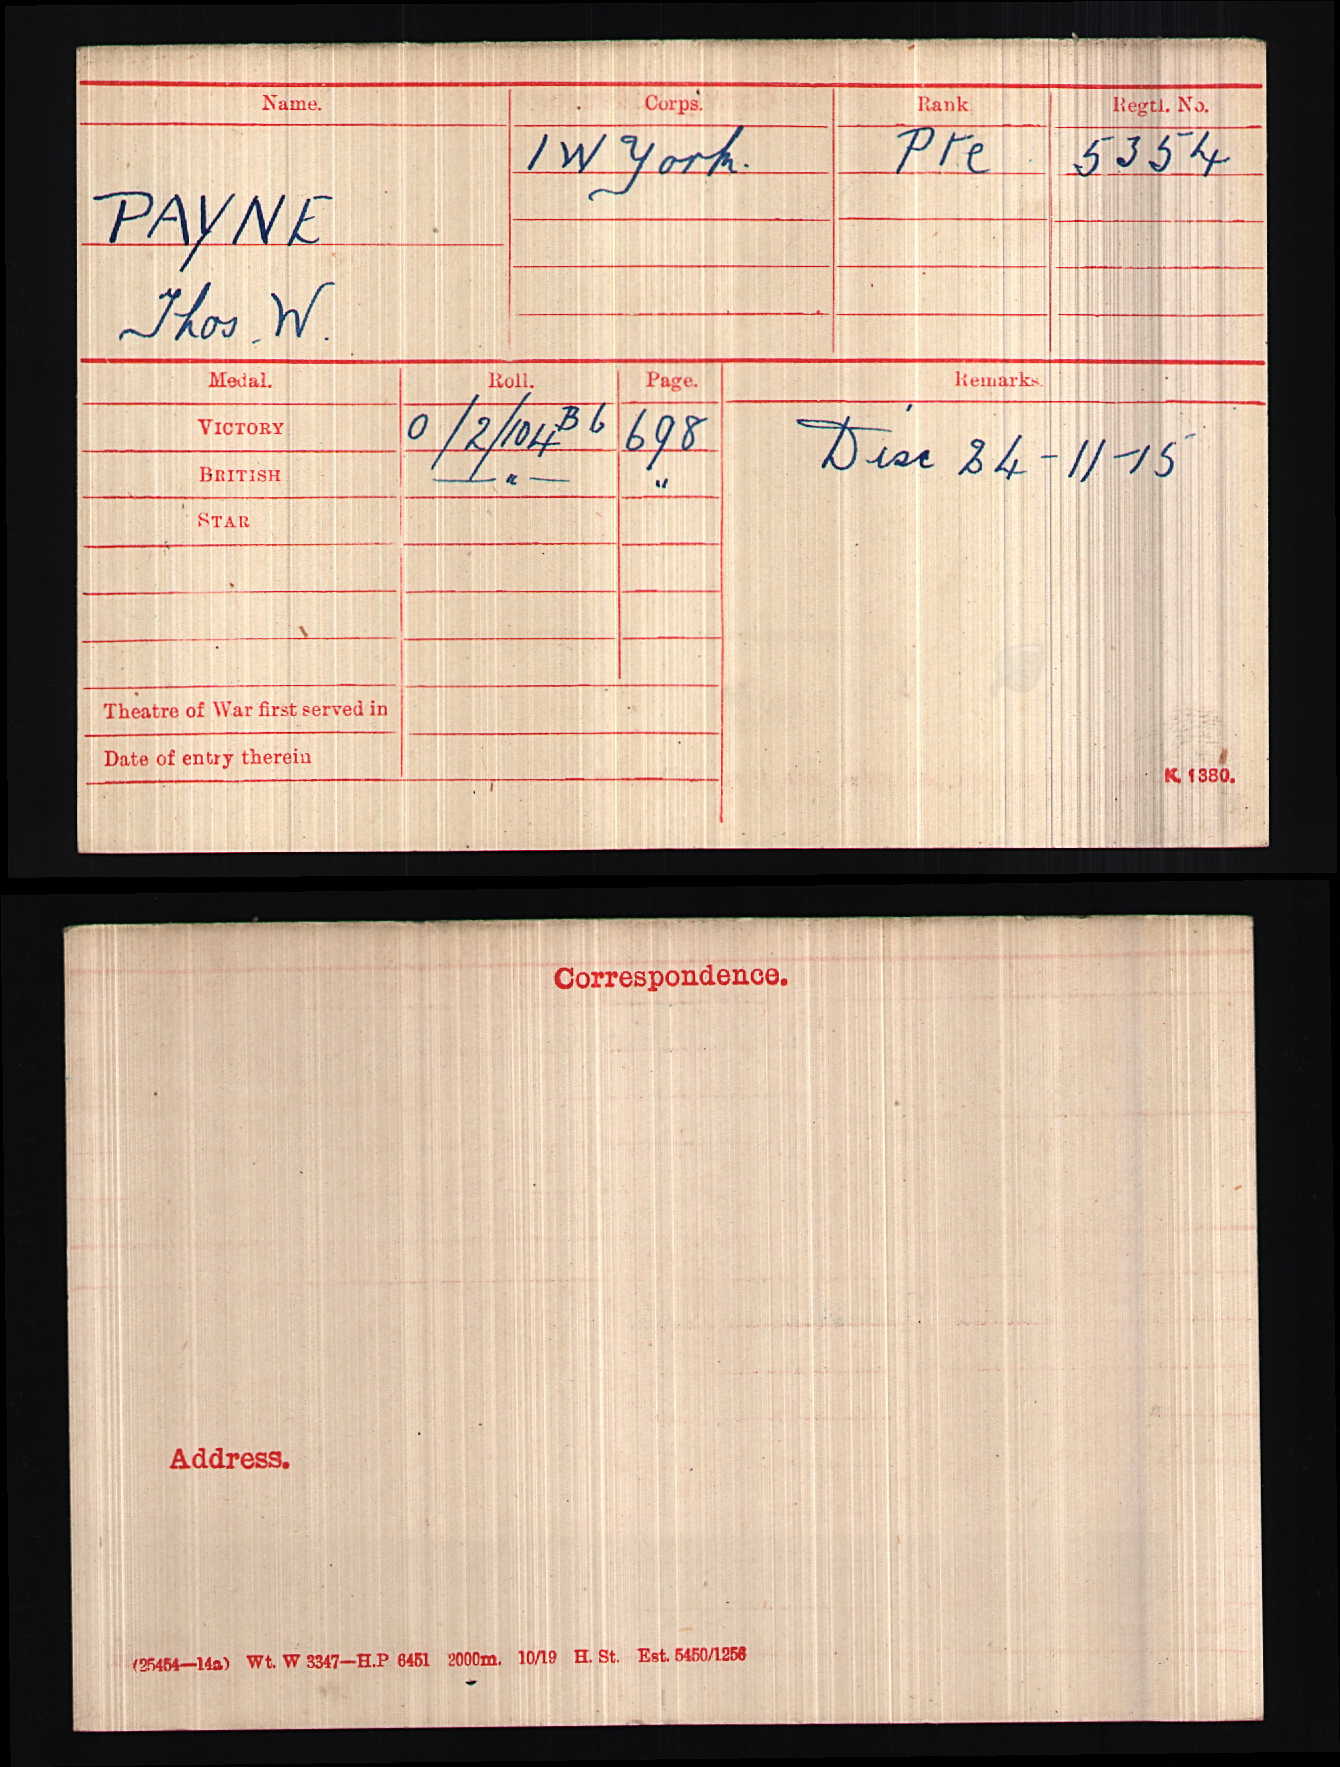 Name. Corps. Rank Regtl. No.
1 W York. Pte 5354
PAYNE
Thos. W.
Medal. Roll. Page. Remarks.
VICTORY 0/2/104 B6 698
Disc 24-11-15
BRITISH — " — "
STAR
Theatre of War first served in
Date of entry therein
K. 1380.
Correspondence.
Address.
(25454—14a) Wt. W 3347—H.P 6451 2000m. 10/19 H. St. Est. 5450/1256